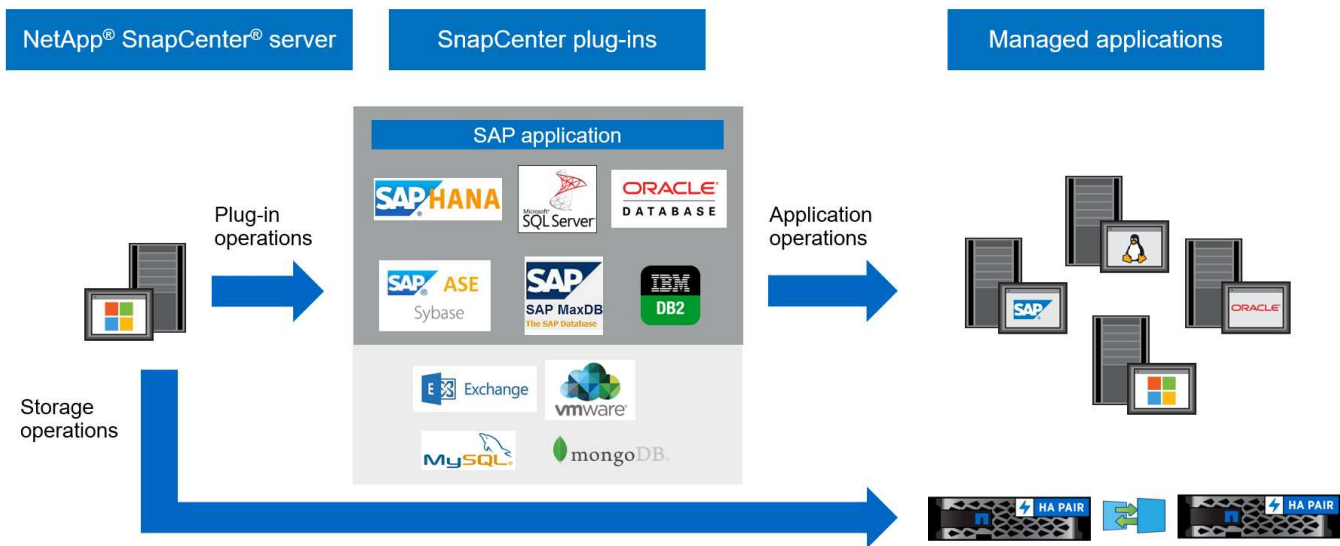 NetApp® SnapCenter® server
SnapCenter plug-ins
Managed applications
SAP application
SAP® HANA
Microsoft®
SQL Server®
ORACLE®
DATABASE
Plug-in
operations
Application
operations
SAP® ASE
Sybase
SAP
SAP MaxDB
The SAP Database
IBM
DB2
SAP
ORACLE®
E Exchange
vmware®
MySQL®
mongoDB®
Storage
operations
HA PAIR
HA PAIR